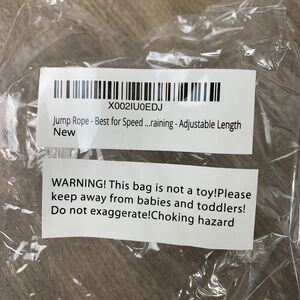 X002IU0EDJ
Jump Rope - Best for Speed ...raining - Adjustable Length
New
WARNING! This bag is not a toy!Please
keep away from babies and toddlers!
Do not exaggerate!Choking hazard